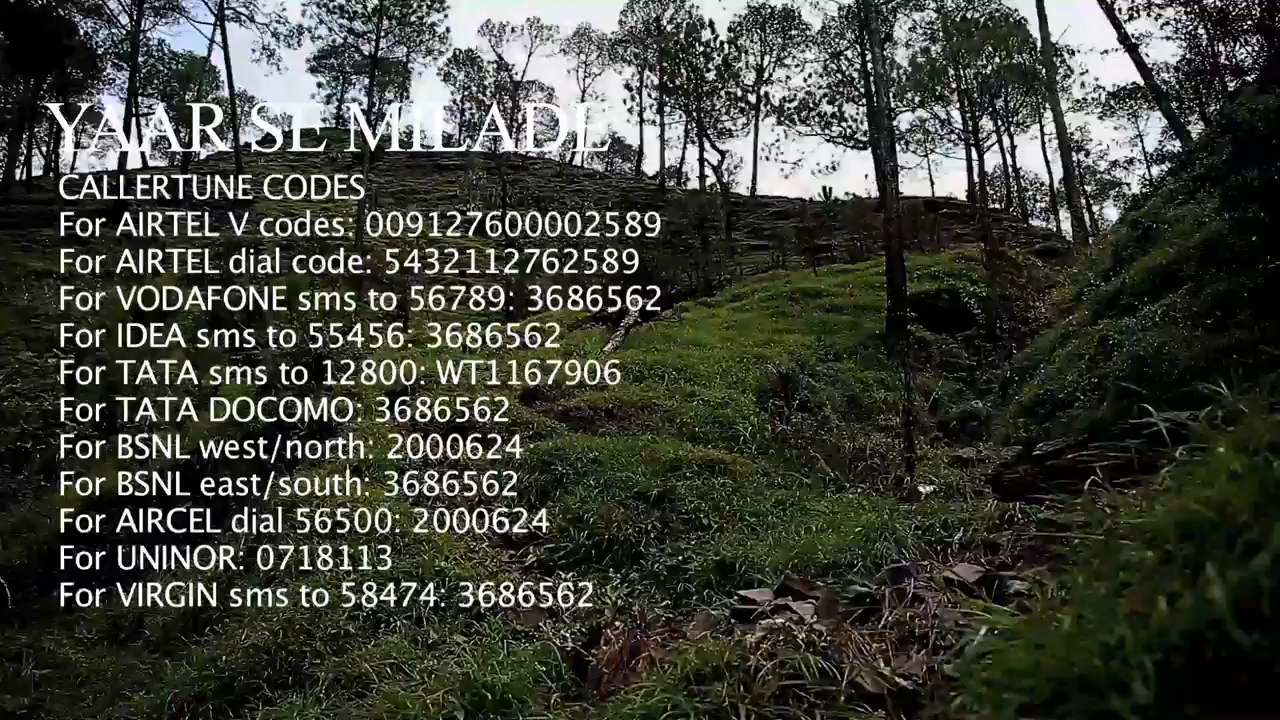 YAAR SE MILADE
CALLERTUNE CODES
For AIRTEL V codes: 009127600002589
For AIRTEL dial code: 5432112762589
For VODAFONE sms to 56789: 3686562
For IDEA sms to 55456: 3686562
For TATA sms to 12800: WT1167906
For TATA DOCOMO: 3686562
For BSNL west/north: 2000624
For BSNL east/south: 3686562
For AIRCEL dial 56500: 2000624
For UNINOR: 0718113
For VIRGIN sms to 58474: 3686562